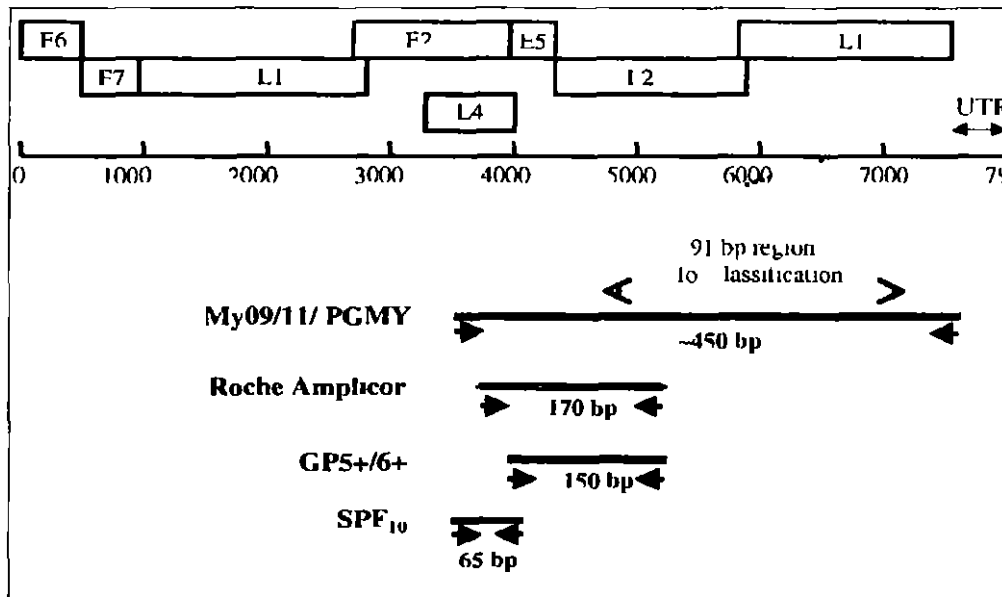 F6 F2 E5 L1
F7 L1 L2
L4
UTR
0 1000 2000 3000 4000 5000 6000 7000
91 bp region
My09/11/ PGMY
~450 bp
Roche Amplicor
170 bp
GP5+/6+
150 bp
SPF₁₀
65 bp